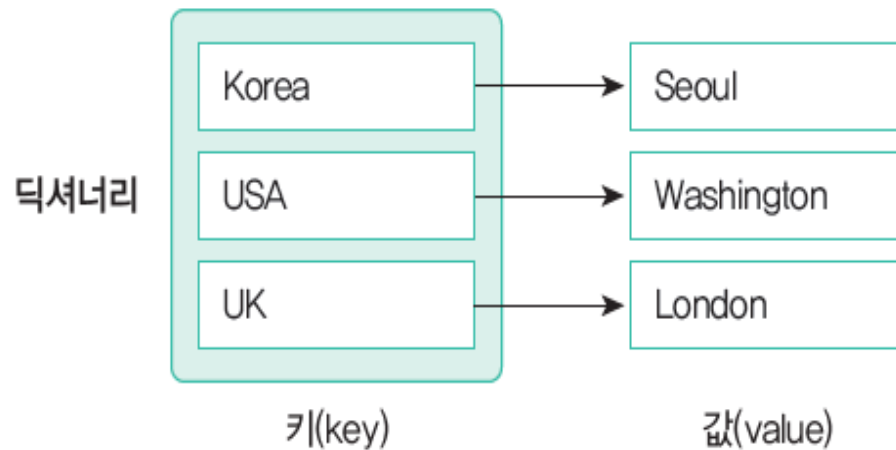 Korea
Seoul
딕셔너리
USA
Washington
UK
London
키(key)
값(value)